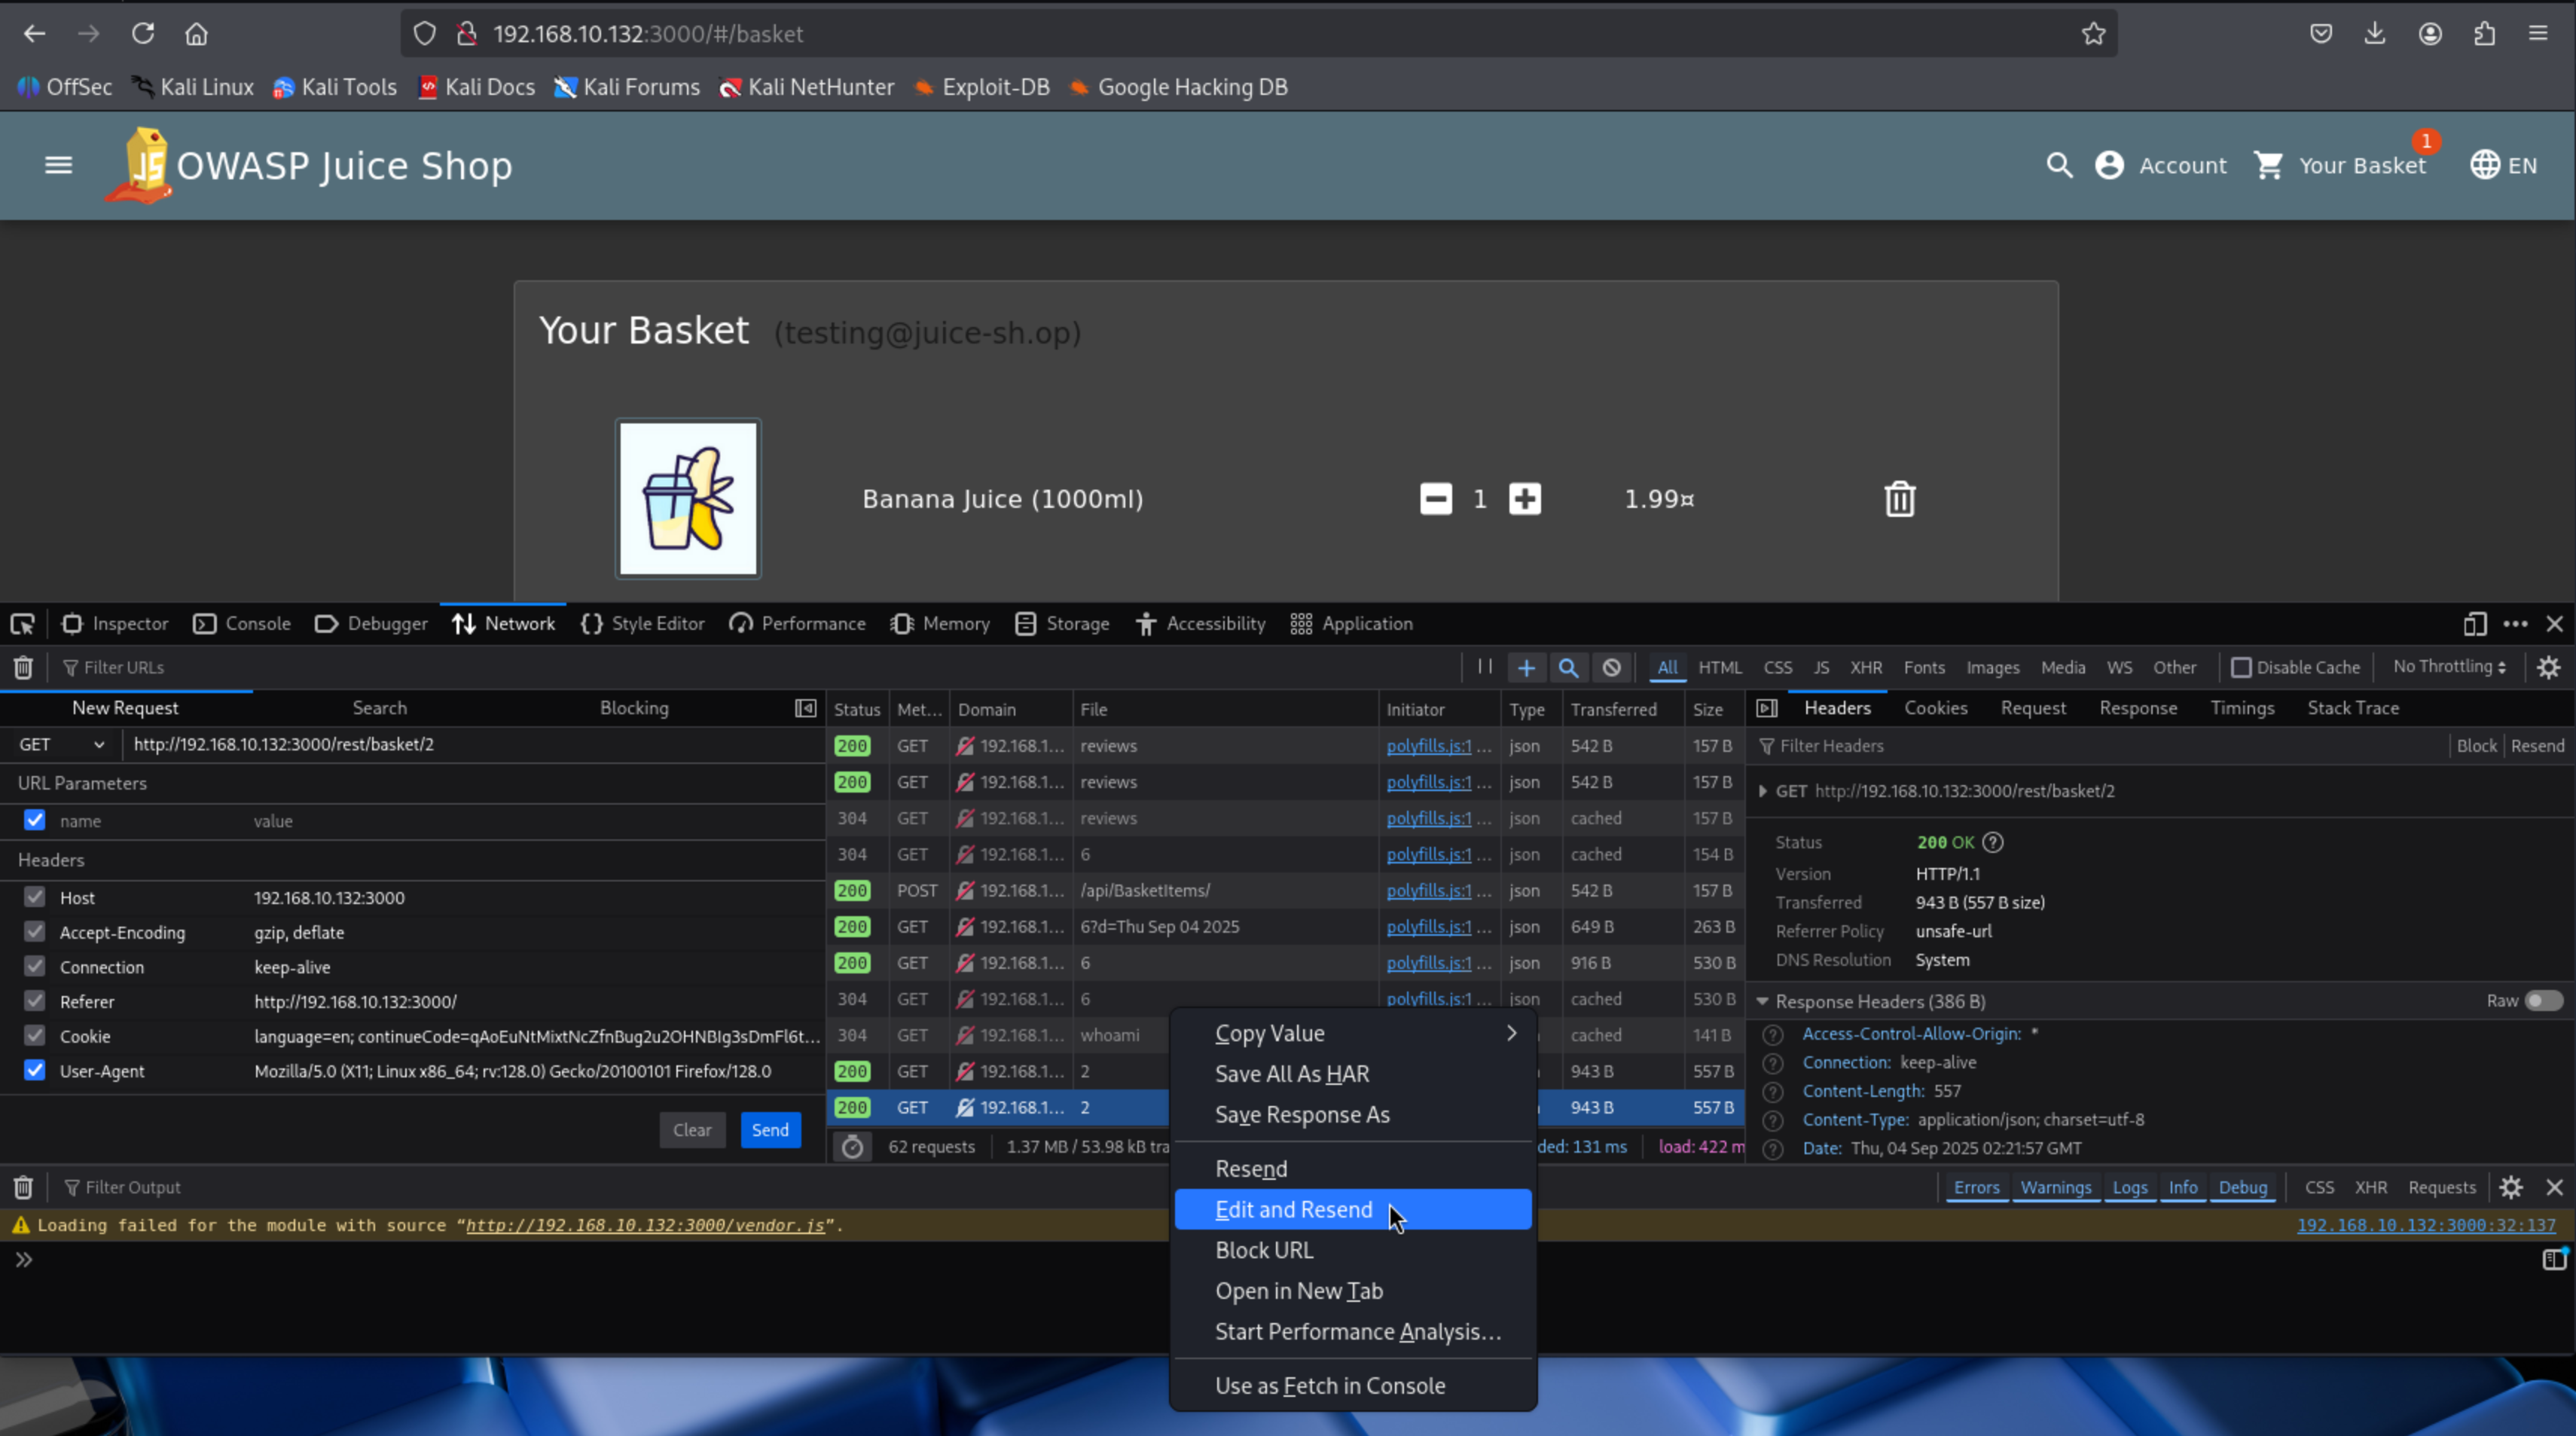 192.168.10.132:3000/#/basket
OffSec Kali Linux Kali Tools Kali Docs Kali Forums Kali NetHunter Exploit-DB Google Hacking DB
OWASP Juice Shop Account Your Basket 1 EN
Your Basket (testing@juice-sh.op)
Banana Juice (1000ml) 1 1.99¤
Inspector Console Debugger Network Style Editor Performance Memory Storage Accessibility Application
Filter URLs All HTML CSS JS XHR Fonts Images Media WS Other Disable Cache No Throttling
New Request Search Blocking
GET http://192.168.10.132:3000/rest/basket/2
URL Parameters
name value
Headers
Host 192.168.10.132:3000
Accept-Encoding gzip, deflate
Connection keep-alive
Referer http://192.168.10.132:3000/
Cookie language=en; continueCode=qAoEuNtMixtNcZfnBug2u2OHNBIg3sDmFl6t...
User-Agent Mozilla/5.0 (X11; Linux x86_64; rv:128.0) Gecko/20100101 Firefox/128.0
Clear Send
Status Met... Domain File Initiator Type Transferred Size
200 GET 192.168.1... reviews polyfills.js:1 ... json 542 B 157 B
200 GET 192.168.1... reviews polyfills.js:1 ... json 542 B 157 B
304 GET 192.168.1... reviews polyfills.js:1 ... json cached 157 B
304 GET 192.168.1... 6 polyfills.js:1 ... json cached 154 B
200 POST 192.168.1... /api/BasketItems/ polyfills.js:1 ... json 542 B 157 B
200 GET 192.168.1... 6?d=Thu Sep 04 2025 polyfills.js:1 ... json 649 B 263 B
200 GET 192.168.1... 6 polyfills.js:1 ... json 916 B 530 B
304 GET 192.168.1... 6 polyfills.js:1 ... json cached 530 B
304 GET 192.168.1... whoami cached 141 B
200 GET 192.168.1... 2 943 B 557 B
200 GET 192.168.1... 2 943 B 557 B
62 requests 1.37 MB / 53.98 kB tra ded: 131 ms load: 422 m
Copy Value
Save All As HAR
Save Response As
Resend
Edit and Resend
Block URL
Open in New Tab
Start Performance Analysis...
Use as Fetch in Console
Headers Cookies Request Response Timings Stack Trace
Filter Headers Block Resend
GET http://192.168.10.132:3000/rest/basket/2
Status 200 OK
Version HTTP/1.1
Transferred 943 B (557 B size)
Referrer Policy unsafe-url
DNS Resolution System
Response Headers (386 B) Raw
Access-Control-Allow-Origin: *
Connection: keep-alive
Content-Length: 557
Content-Type: application/json; charset=utf-8
Date: Thu, 04 Sep 2025 02:21:57 GMT
Filter Output Errors Warnings Logs Info Debug CSS XHR Requests
Loading failed for the module with source “http://192.168.10.132:3000/vendor.js”. 192.168.10.132:3000:32:137